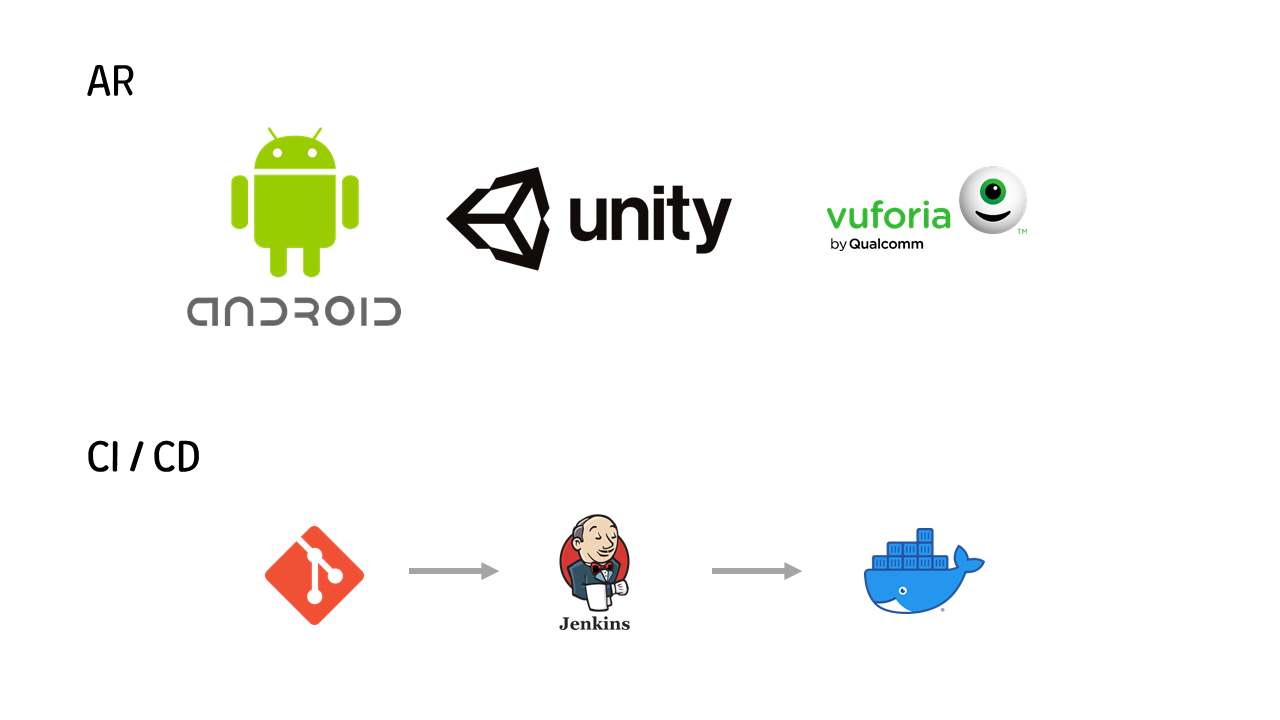 AR
ANDROID
unity
vuforia
TM
by Qualcomm
CI / CD
Jenkins